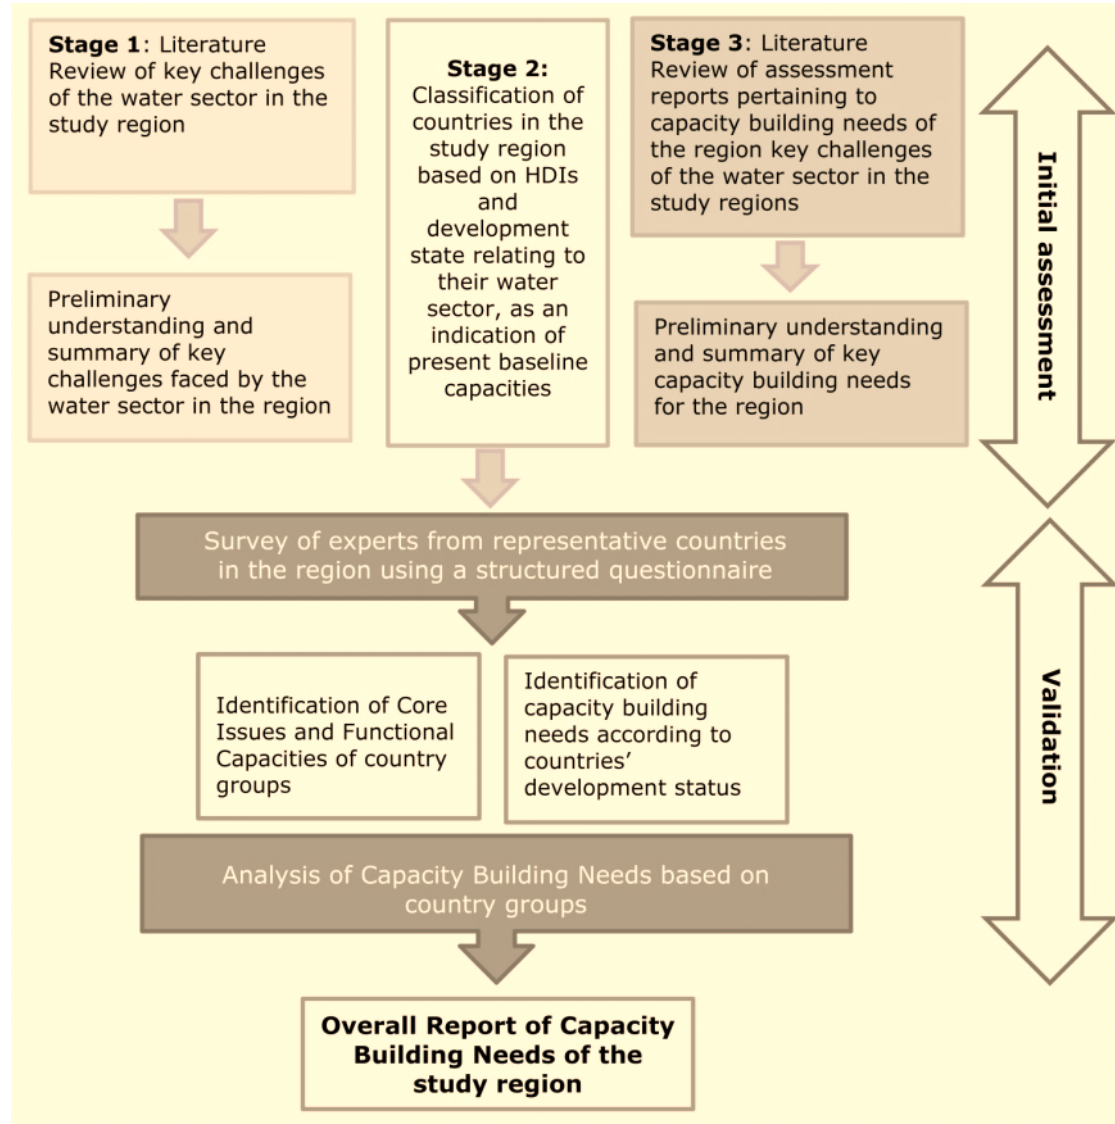 Stage 1: Literature
Review of key challenges
of the water sector in the
study region
Preliminary
understanding and
summary of key
challenges faced by the
water sector in the region
Stage 2:
Classification of
countries in the
study region
based on HDIs
and
development
state relating to
their water
sector, as an
indication of
present baseline
capacities
Stage 3: Literature
Review of assessment
reports pertaining to
capacity building needs of
the region key challenges
of the water sector in the
study regions
Preliminary understanding
and summary of key
capacity building needs
for the region
Initial assessment
Survey of experts from representative countries
in the region using a structured questionnaire
Identification of Core
Issues and Functional
Capacities of country
groups
Identification of
capacity building
needs according to
countries’
development status
Validation
Analysis of Capacity Building Needs based on
country groups
Overall Report of Capacity
Building Needs of the
study region